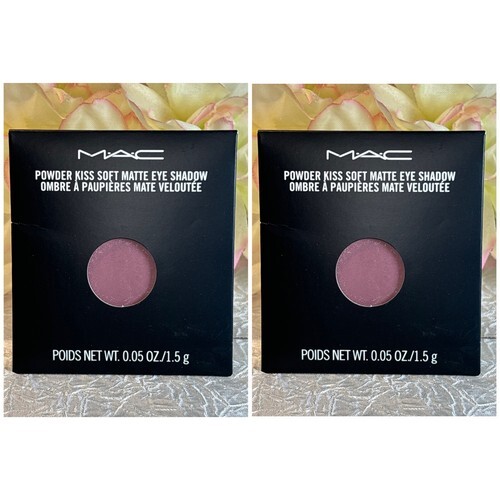 MAC
POWDER KISS SOFT MATTE EYE SHADOW
OMBRE À PAUPIÈRES MATE VELOUTÉE
POIDS NET WT. 0.05 OZ./1.5 g
MAC
POWDER KISS SOFT MATTE EYE SHADOW
OMBRE À PAUPIÈRES MATE VELOUTÉE
POIDS NET WT. 0.05 OZ./1.5 g